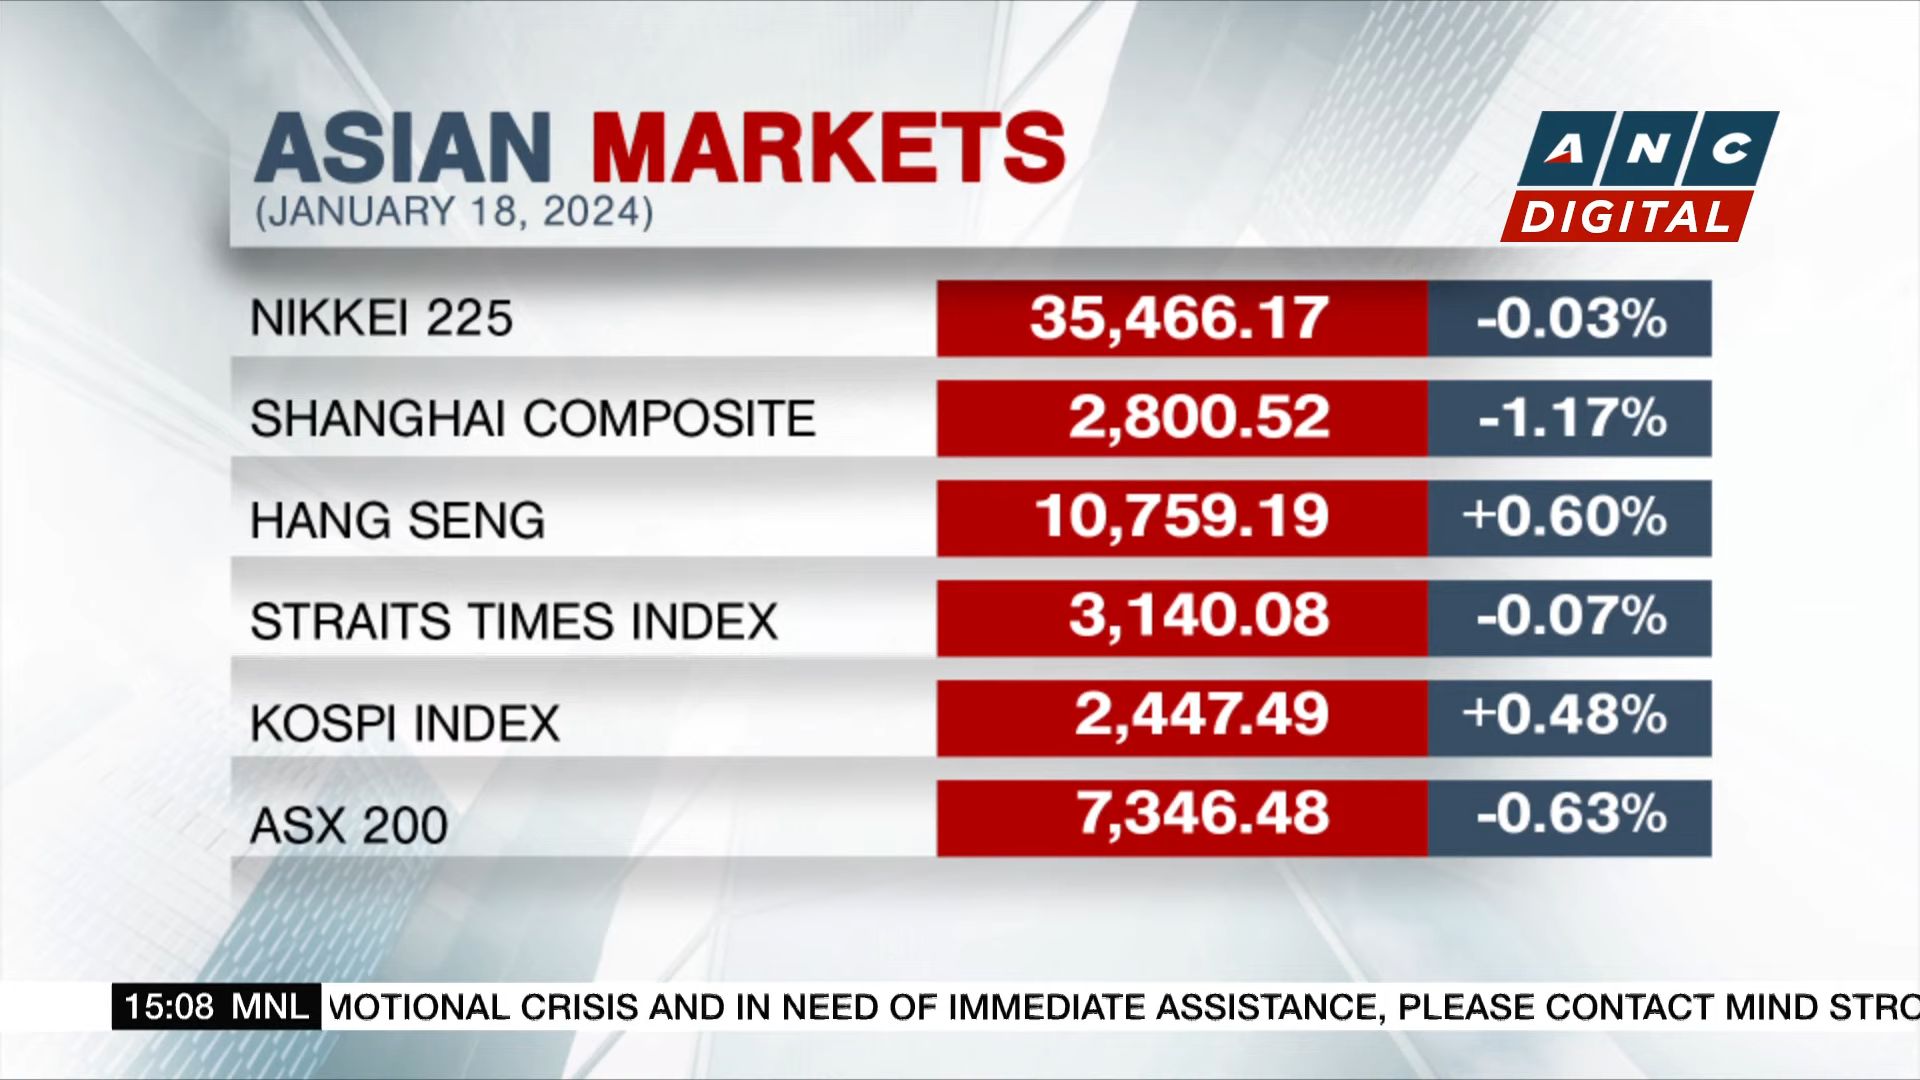 ASIAN MARKETS
(JANUARY 18, 2024)
ANC
DIGITAL
NIKKEI 225 35,466.17 -0.03%
SHANGHAI COMPOSITE 2,800.52 -1.17%
HANG SENG 10,759.19 +0.60%
STRAITS TIMES INDEX 3,140.08 -0.07%
KOSPI INDEX 2,447.49 +0.48%
ASX 200 7,346.48 -0.63%
15:08 MNL MOTIONAL CRISIS AND IN NEED OF IMMEDIATE ASSISTANCE, PLEASE CONTACT MIND STRO